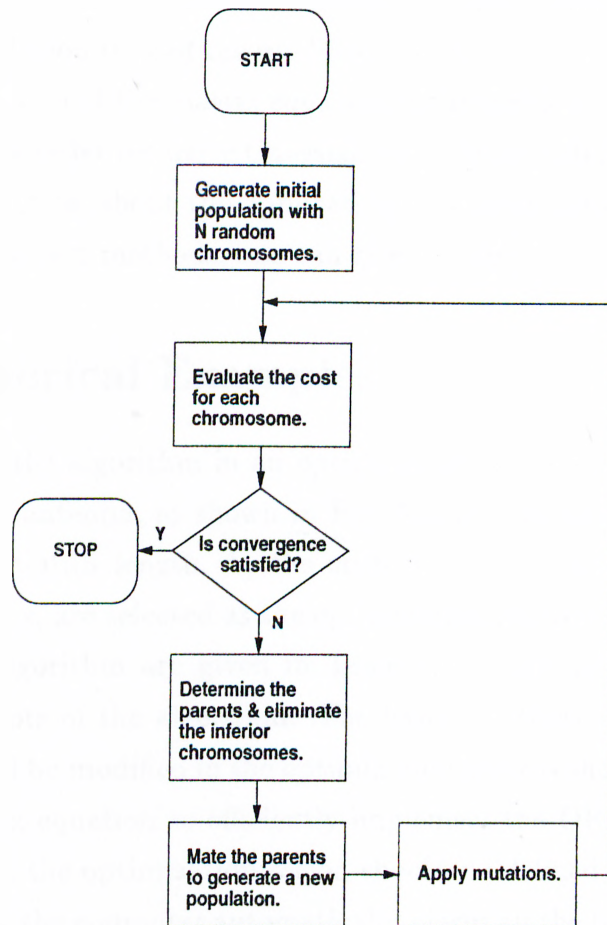 START
Generate initial
population with
N random
chromosomes.
Evaluate the cost
for each
chromosome.
Is convergence
satisfied?
Y
STOP
N
Determine the
parents & eliminate
the inferior
chromosomes.
Mate the parents
to generate a new
population.
Apply mutations.